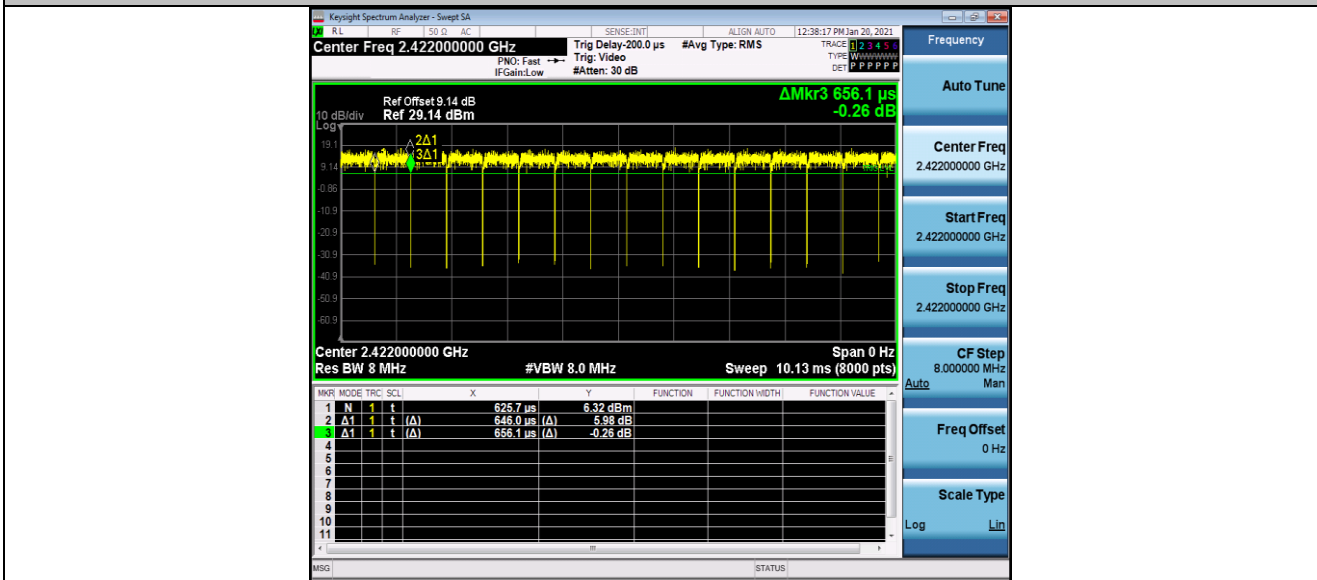 Keysight Spectrum Analyzer - Swept SA
RL RF 50 Ω AC SENSE:INT ALIGN AUTO 12:38:17 PM Jan 20, 2021
Center Freq 2.422000000 GHz
PNO: Fast
IFGain:Low
Trig Delay-200.0 µs
Trig: Video
#Atten: 30 dB
#Avg Type: RMS
TRACE 1 2 3 4 5 6
TYPE WWWWWW
DET P P P P P P
ΔMkr3 656.1 µs
-0.26 dB
Ref Offset 9.14 dB
10 dB/div Ref 29.14 dBm
Log
19.1
9.14
-0.86
-10.9
-20.9
-30.9
-40.9
-50.9
-60.9
2Δ1
3Δ1
Center 2.422000000 GHz Span 0 Hz
Res BW 8 MHz #VBW 8.0 MHz Sweep 10.13 ms (8000 pts)
MKR MODE TRC SCL X Y FUNCTION FUNCTION WIDTH FUNCTION VALUE
1 N 1 t 625.7 µs 6.32 dBm
2 Δ1 1 t (Δ) 646.0 µs (Δ) 5.98 dB
3 Δ1 1 t (Δ) 656.1 µs (Δ) -0.26 dB
4
5
6
7
8
9
10
11
MSG STATUS
Frequency
Auto Tune
Center Freq
2.422000000 GHz
Start Freq
2.422000000 GHz
Stop Freq
2.422000000 GHz
CF Step
8.000000 MHz
Auto Man
Freq Offset
0 Hz
Scale Type
Log Lin